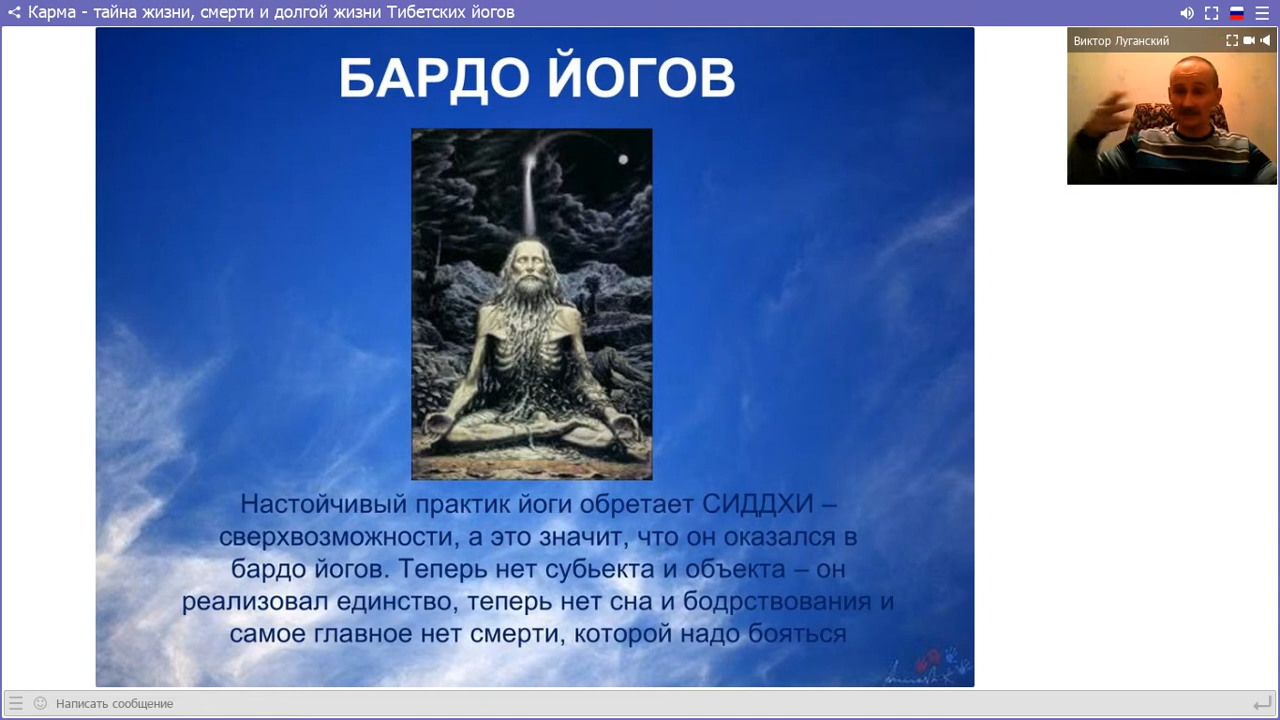 Карма - тайна жизни, смерти и долгой жизни Тибетских йогов
Виктор Луганский
БАРДО ЙОГОВ
Настойчивый практик йоги обретает СИДДХИ –
сверхвозможности, а это значит, что он оказался в
бардо йогов. Теперь нет субьекта и объекта – он
реализовал единство, теперь нет сна и бодрствования и
самое главное нет смерти, которой надо бояться
Написать сообщение